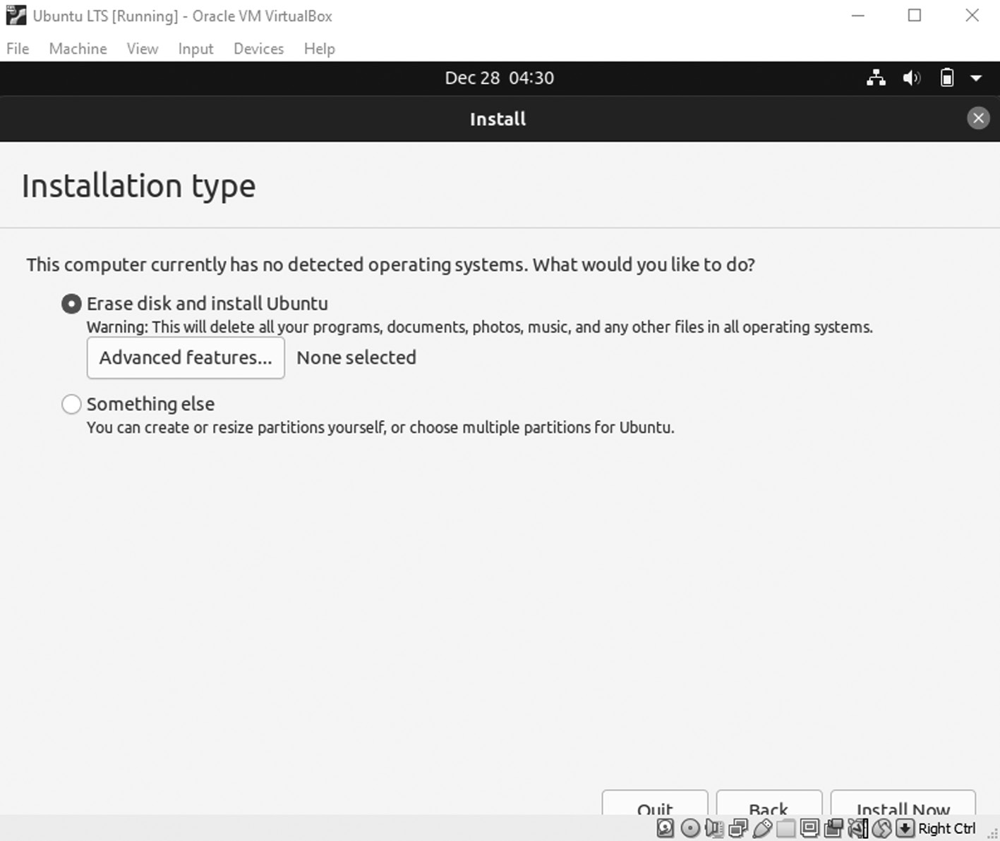 Ubuntu LTS [Running] - Oracle VM VirtualBox
File Machine View Input Devices Help
Dec 28 04:30
Install
Installation type
This computer currently has no detected operating systems. What would you like to do?
Erase disk and install Ubuntu
Warning: This will delete all your programs, documents, photos, music, and any other files in all operating systems.
Advanced features... None selected
Something else
You can create or resize partitions yourself, or choose multiple partitions for Ubuntu.
Quit Back Install Now
Right Ctrl